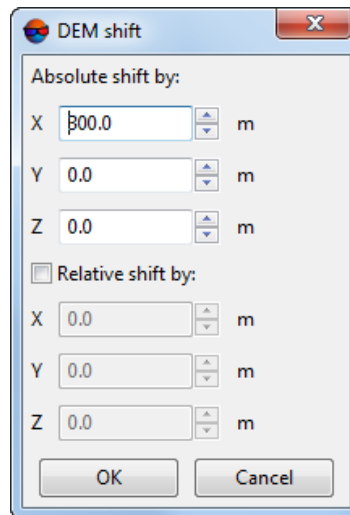 DEM shift
Absolute shift by:
X 300.0 m
Y 0.0 m
Z 0.0 m
Relative shift by:
X 0.0 m
Y 0.0 m
Z 0.0 m
OK Cancel